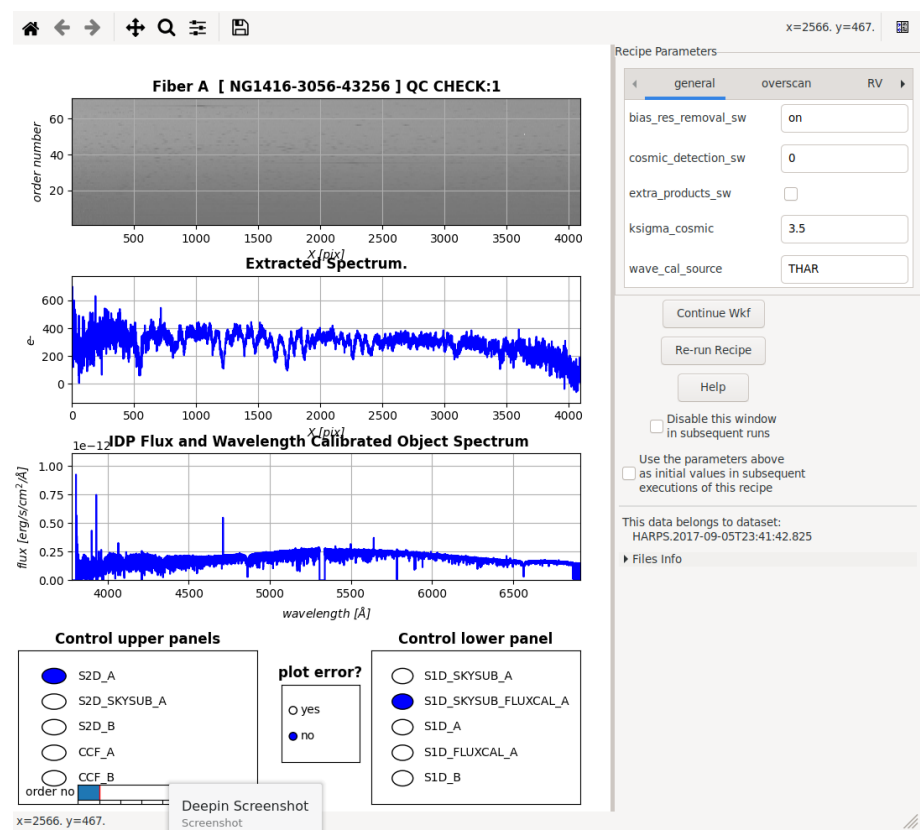 x=2566. y=467.
Recipe Parameters
Fiber A [ NG1416-3056-43256 ] QC CHECK:1
60
40
20
order number
500 1000 1500 2000 2500 3000 3500 4000
X [pix]
Extracted Spectrum.
600
400
200
0
e-
0 500 1000 1500 2000 2500 3000 3500 4000
X [pix]
IDP Flux and Wavelength Calibrated Object Spectrum
1e−12
1.00
0.75
0.50
0.25
0.00
flux [erg/s/cm²/Å]
4000 4500 5000 5500 6000 6500
wavelength [Å]
Control upper panels
S2D_A
S2D_SKYSUB_A
S2D_B
CCF_A
CCF_B
order no
plot error?
yes
no
Control lower panel
S1D_SKYSUB_A
S1D_SKYSUB_FLUXCAL_A
S1D_A
S1D_FLUXCAL_A
S1D_B
Deepin Screenshot
Screenshot
x=2566. y=467.
general overscan RV
bias_res_removal_sw on
cosmic_detection_sw 0
extra_products_sw
ksigma_cosmic 3.5
wave_cal_source THAR
Continue Wkf
Re-run Recipe
Help
Disable this window
in subsequent runs
Use the parameters above
as initial values in subsequent
executions of this recipe
This data belongs to dataset:
HARPS.2017-09-05T23:41:42.825
Files Info